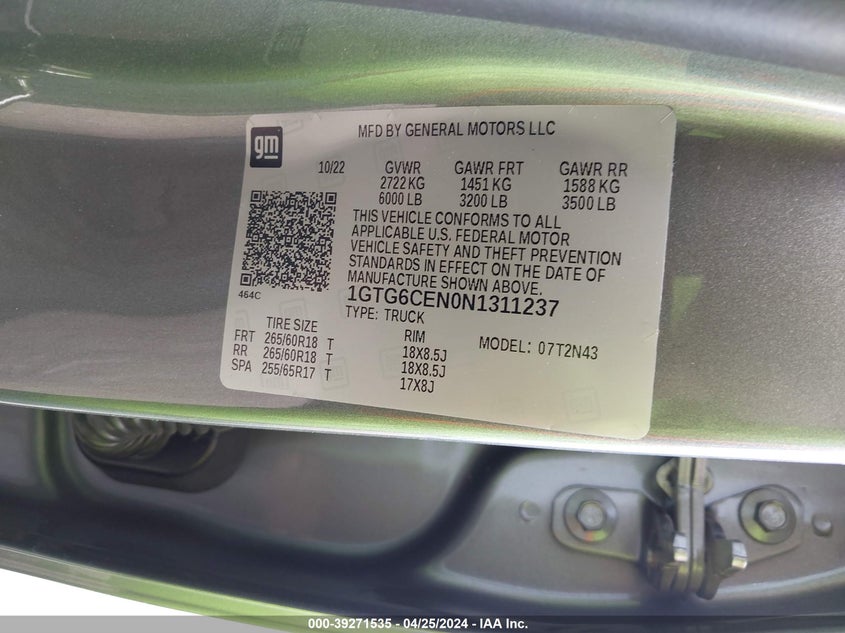 gm
MFD BY GENERAL MOTORS LLC
10/22 GVWR GAWR FRT GAWR RR
2722 KG 1451 KG 1588 KG
6000 LB 3200 LB 3500 LB
THIS VEHICLE CONFORMS TO ALL
APPLICABLE U.S. FEDERAL MOTOR
VEHICLE SAFETY AND THEFT PREVENTION
STANDARDS IN EFFECT ON THE DATE OF
MANUFACTURE SHOWN ABOVE.
464C
1GTG6CEN0N1311237
TYPE: TRUCK
TIRE SIZE RIM MODEL: 07T2N43
FRT 265/60R18 T 18X8.5J
RR 265/60R18 T 18X8.5J
SPA 255/65R17 T 17X8J
000-39271535 / 04/25/2024 - IAA Inc.